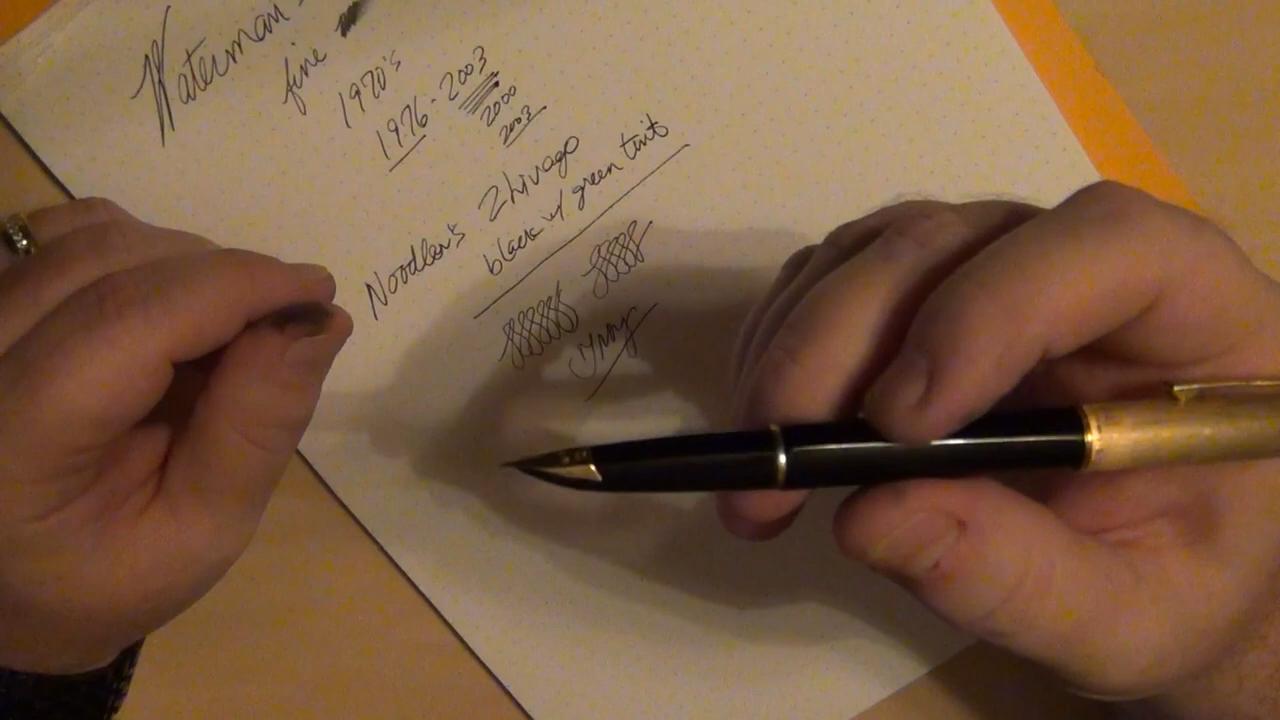 Waterman -
fine
1970's
1976 - 2003
2000
2003
Noodler's Zhivago
black w/ green tint